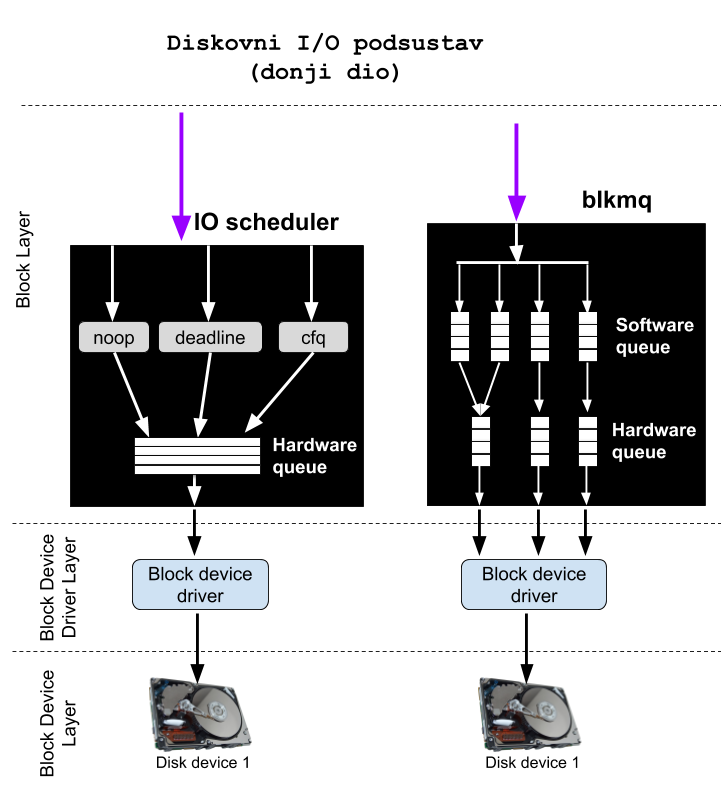 Diskovni I/O podsustav
(donji dio)
Block Layer
IO scheduler
blkmq
noop
deadline
cfq
Software
queue
Hardware
queue
Hardware
queue
Block Device
Driver Layer
Block device
driver
Block device
driver
Block Device
Layer
Disk device 1
Disk device 1